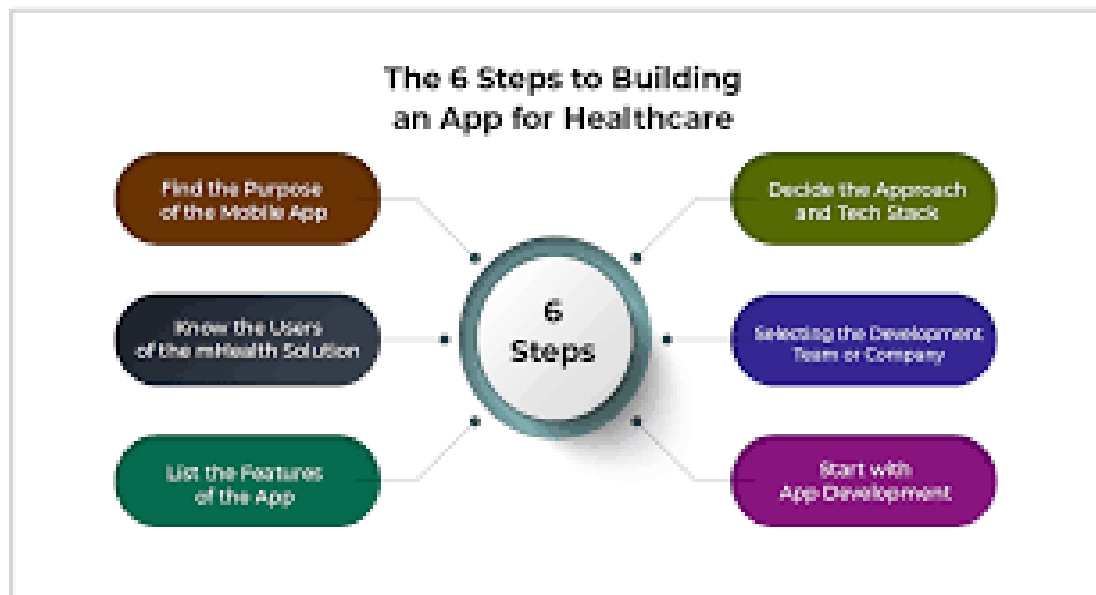 The 6 Steps to Building
an App for Healthcare
Find the Purpose
of the Mobile App
Know the Users
of the mHealth Solution
List the Features
of the App
6
Steps
Decide the Approach
and Tech Stack
Selecting the Development
Team or Company
Start with
App Development